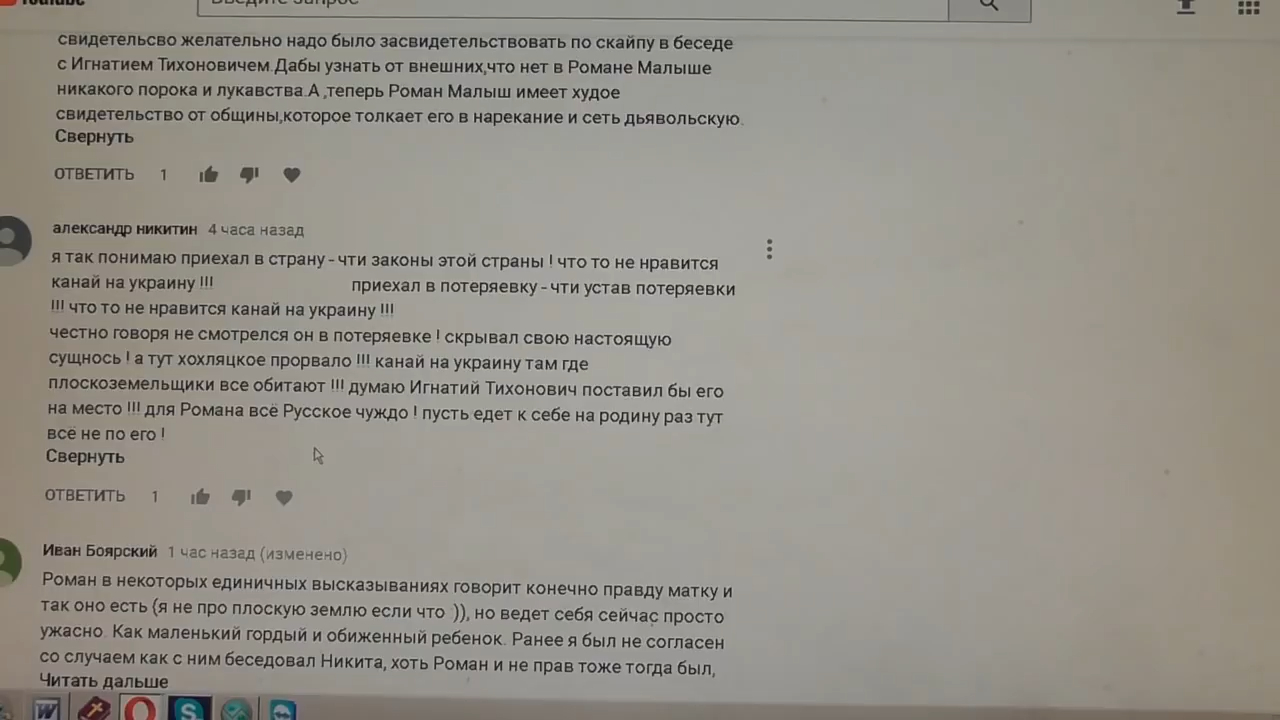 Введите запрос
свидетельсво желательно надо было засвидетельствовать по скайпу в беседе
с Игнатием Тихоновичем.Дабы узнать от внешних,что нет в Романе Малыше
никакого порока и лукавства.А ,теперь Роман Малыш имеет худое
свидетельство от общины,которое толкает его в нарекание и сеть дьявольскую.
Свернуть
ОТВЕТИТЬ 1
александр никитин 4 часа назад
я так понимаю приехал в страну - чти законы этой страны ! что то не нравится
канай на украину !!! приехал в потеряевку - чти устав потеряевки
!!! что то не нравится канай на украину !!!
честно говоря не смотрелся он в потеряевке ! скрывал свою настоящую
сущнось ! а тут хохляцкое прорвало !!! канай на украину там где
плоскоземельщики все обитают !!! думаю Игнатий Тихонович поставил бы его
на место !!! для Романа всё Русское чуждо ! пусть едет к себе на родину раз тут
всё не по его !
Свернуть
ОТВЕТИТЬ 1
Иван Боярский 1 час назад (изменено)
Роман в некоторых единичных высказываниях говорит конечно правду матку и
так оно есть (я не про плоскую землю если что )), но ведет себя сейчас просто
ужасно. Как маленький гордый и обиженный ребенок. Ранее я был не согласен
со случаем как с ним беседовал Никита, хоть Роман и не прав тоже тогда был,
Читать дальше